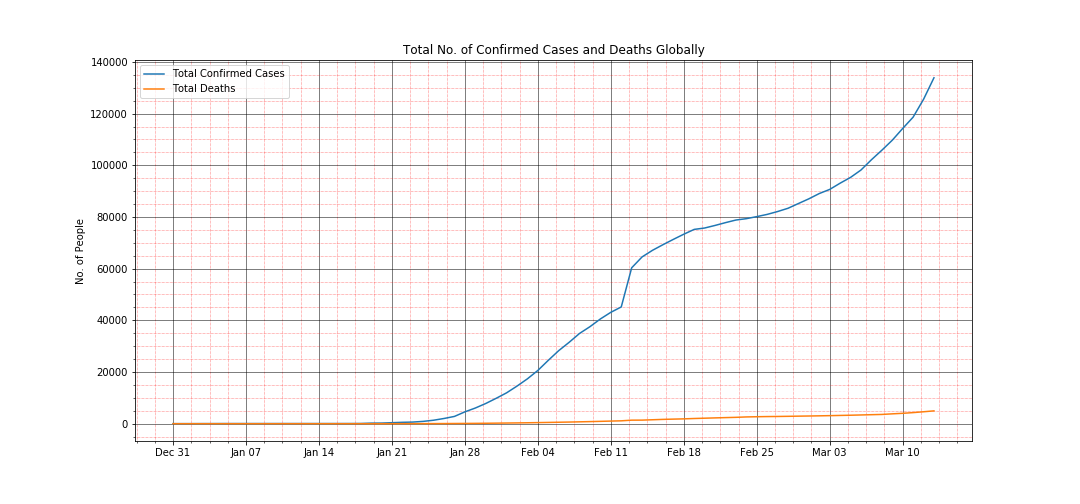 Total No. of Confirmed Cases and Deaths Globally
Total Confirmed Cases
Total Deaths
No. of People
140000
120000
100000
80000
60000
40000
20000
0
Dec 31 Jan 07 Jan 14 Jan 21 Jan 28 Feb 04 Feb 11 Feb 18 Feb 25 Mar 03 Mar 10